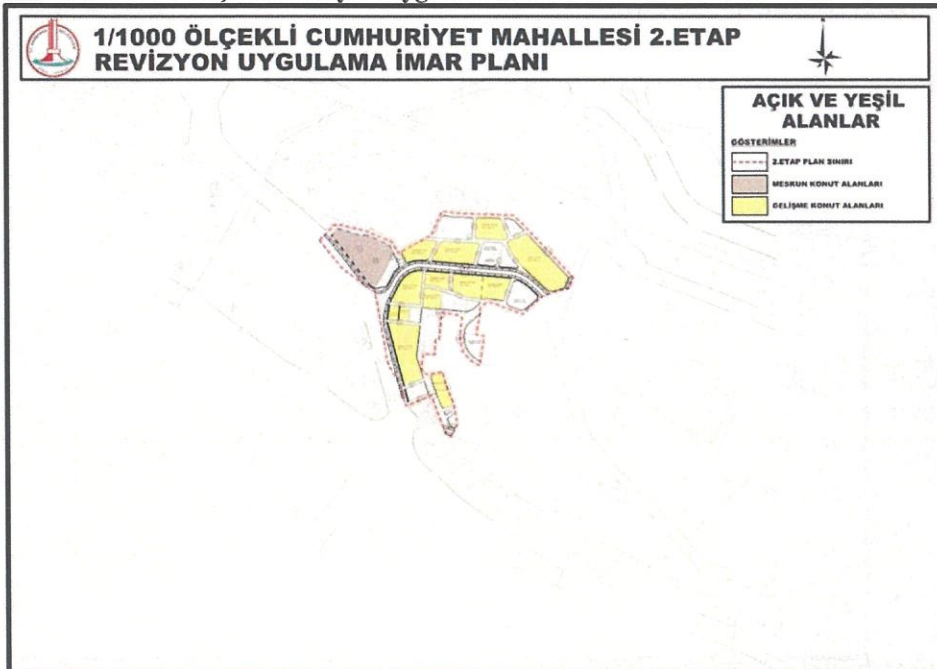 1/1000 ÖLÇEKLİ CUMHURİYET MAHALLESİ 2.ETAP
REVİZYON UYGULAMA İMAR PLANI
AÇIK VE YEŞİL
ALANLAR
GÖSTERİMLER
2.ETAP PLAN SINIRI
MESKUN KONUT ALANLARI
GELİŞME KONUT ALANLARI